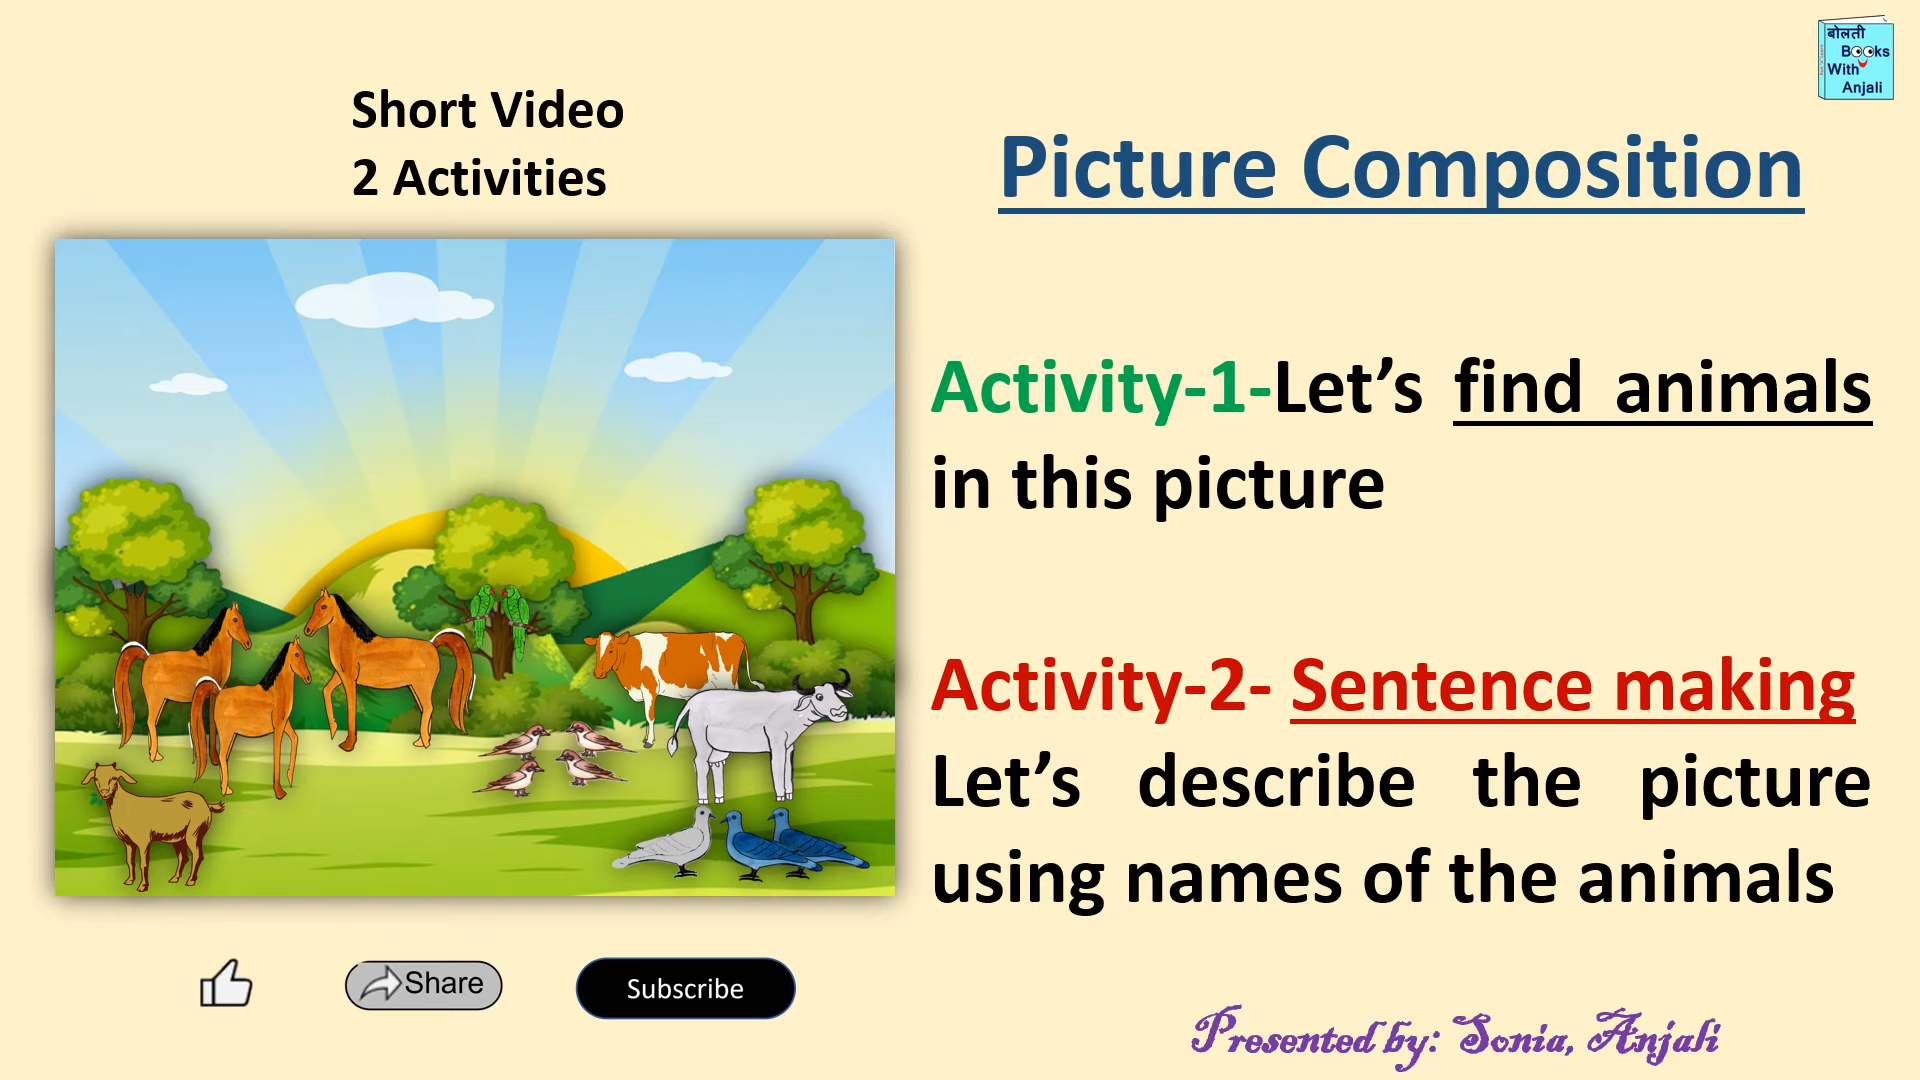 बोलती
Books
With
Anjali
Short Video
2 Activities
Picture Composition
Activity-1-Let’s find animals
in this picture
Activity-2- Sentence making
Let’s describe the picture
using names of the animals
Share
Subscribe
Presented by: Sonia, Anjali